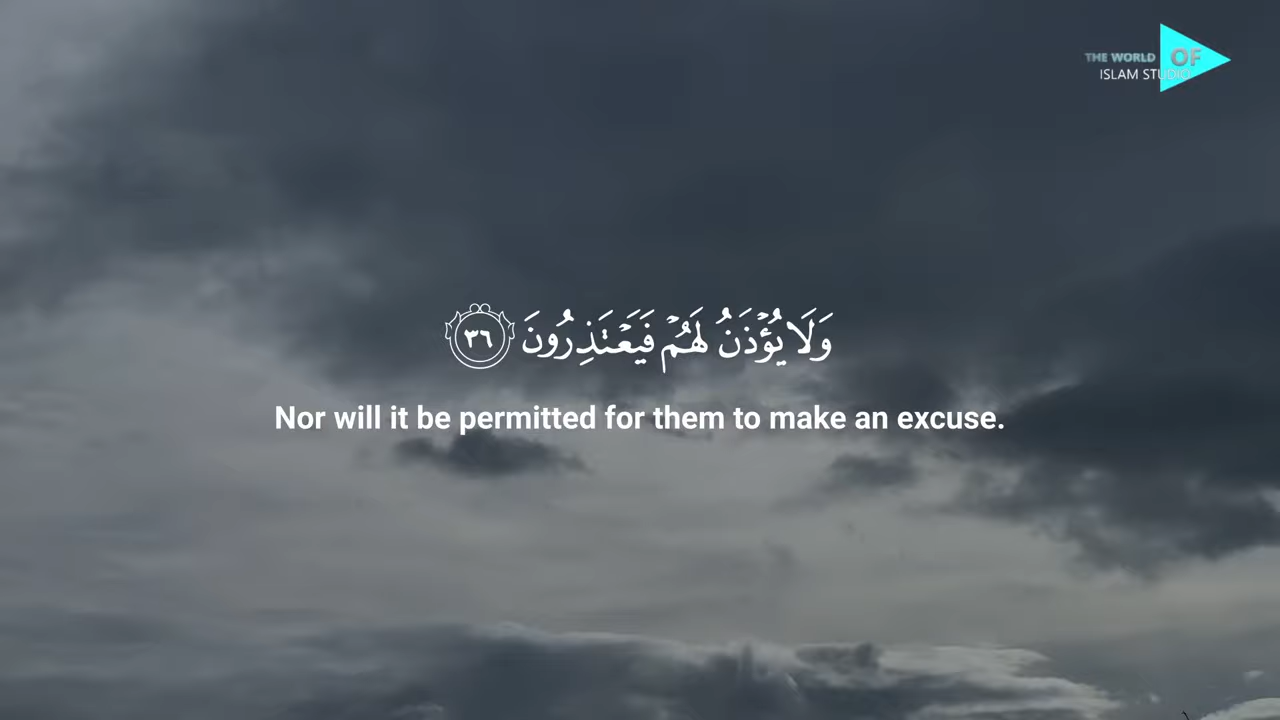 THE WORLD OF
ISLAM STUDIO
وَلَا يُؤْذَنُ لَهُمْ فَيَعْتَذِرُونَ ٣٦
Nor will it be permitted for them to make an excuse.